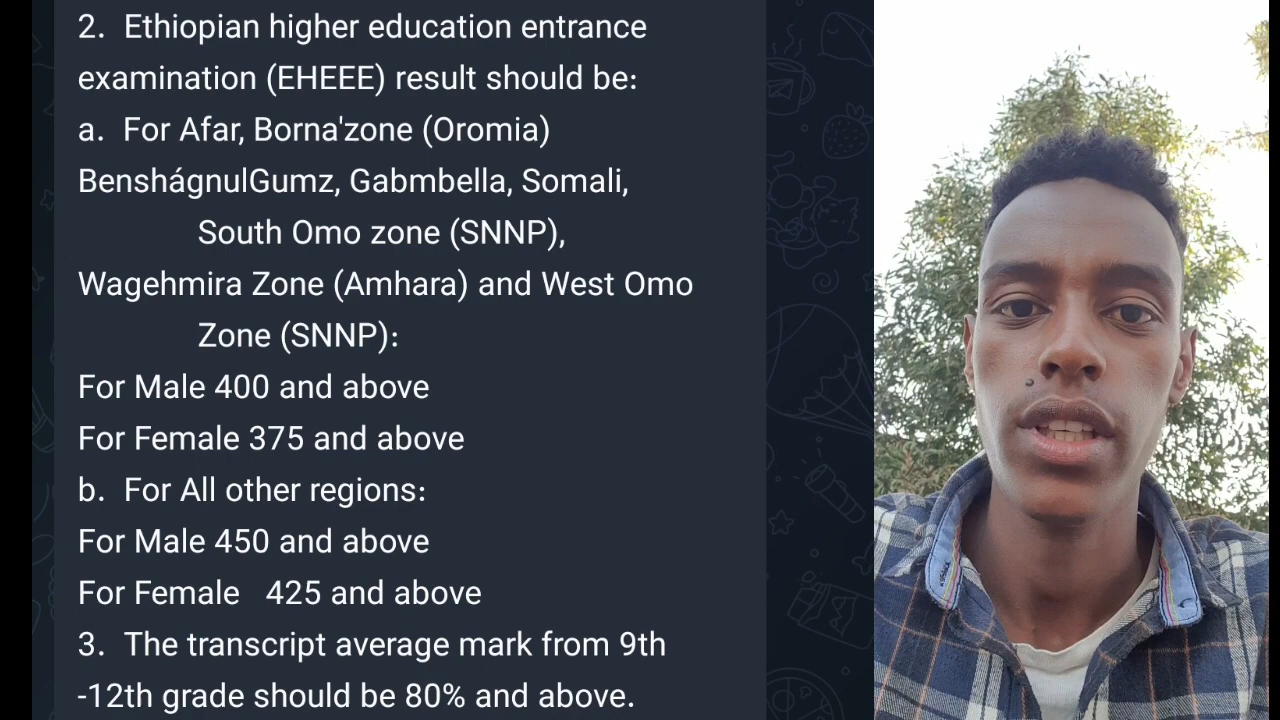 2. Ethiopian higher education entrance
examination (EHEEE) result should be:
a. For Afar, Borna'zone (Oromia)
BenshágnulGumz, Gabmbella, Somali,
South Omo zone (SNNP),
Wagehmira Zone (Amhara) and West Omo
Zone (SNNP):
For Male 400 and above
For Female 375 and above
b. For All other regions:
For Male 450 and above
For Female 425 and above
3. The transcript average mark from 9th
-12th grade should be 80% and above.